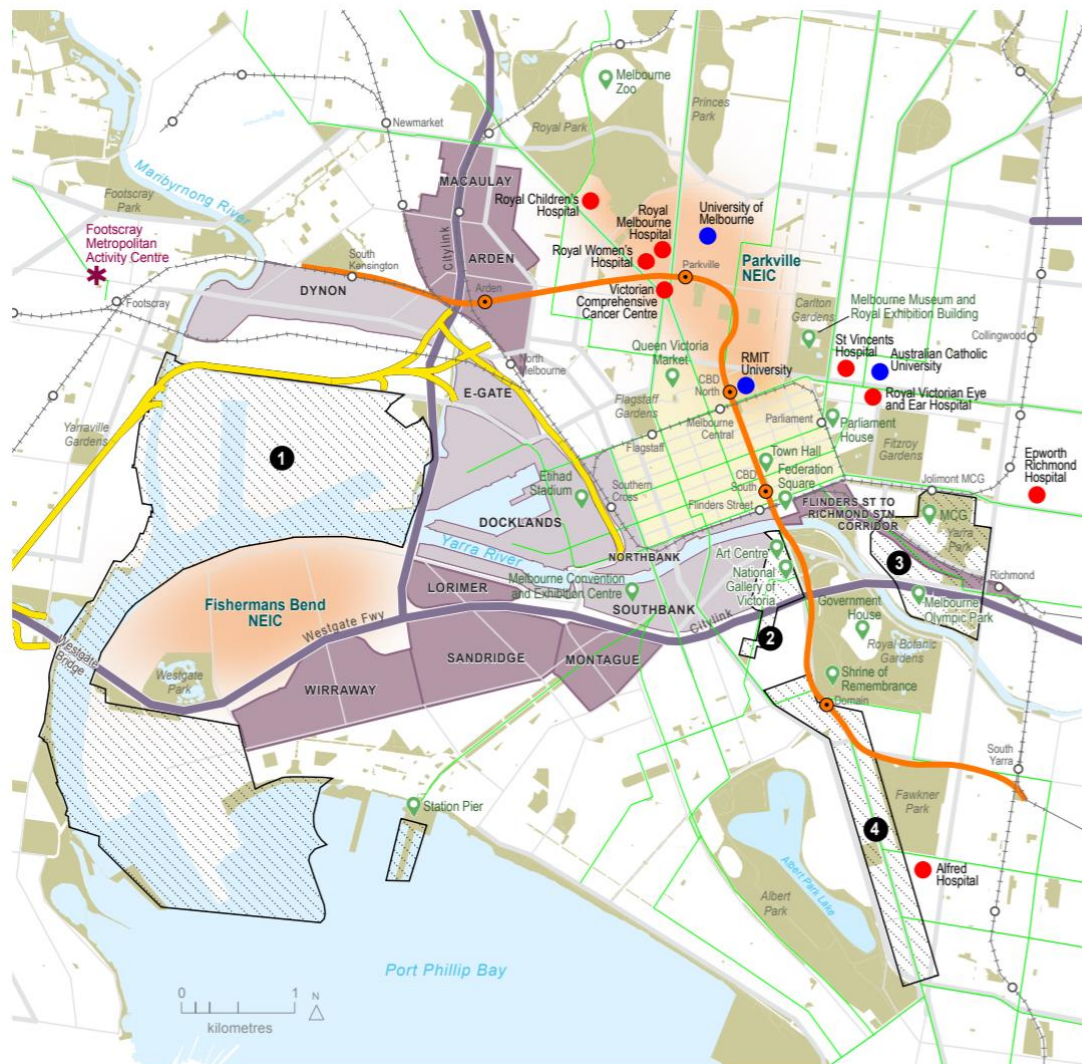 Melbourne
Zoo
Princes
Park
Royal Park
Newmarket
Maribyrnong River
Footscray
Park
MACAULAY
Royal Children's
Hospital
Royal
Melbourne
Hospital
University of
Melbourne
Footscray
Metropolitan
Activity Centre
Citylink
ARDEN
Royal Women's
Hospital
Parkville
Parkville
NEIC
South
Kensington
DYNON
Arden
Victorian
Comprehensive
Cancer Centre
Carlton
Gardens
Melbourne Museum and
Royal Exhibition Building
Footscray
Collingwood
St Vincents
Hospital
Australian Catholic
University
Queen Victoria
Market
North
Melbourne
RMIT
University
CBD
North
E-GATE
Royal Victorian Eye
and Ear Hospital
Flagstaff
Gardens
Melbourne
Central
Parliament
Parliament
House
Yarraville
Gardens
Flagstaff
Fitzroy
Gardens
1
Town Hall
Epworth
Richmond
Hospital
Etihad
Stadium
Southern
Cross
CBD
South
Federation
Square
Jolimont MCG
Flinders Street
FLINDERS ST TO
RICHMOND STN
CORRIDOR
MCG
Yarra
Park
DOCKLANDS
Yarra River
NORTHBANK
Art Centre
3
Richmond
LORIMER
Melbourne Convention
and Exhibition Centre
National
Gallery of
Victoria
Fishermans Bend
NEIC
SOUTHBANK
Government
House
Melbourne
Olympic Park
Westgate Fwy
Citylink
2
Westgate
Bridge
Royal Botanic
Gardens
SANDRIDGE
MONTAGUE
Westgate
Park
WIRRAWAY
Shrine of
Remembrance
Domain
South
Yarra
Station Pier
Fawkner
Park
4
Alfred
Hospital
Albert Park Lake
Albert
Park
Port Phillip Bay
0 1
N
kilometres